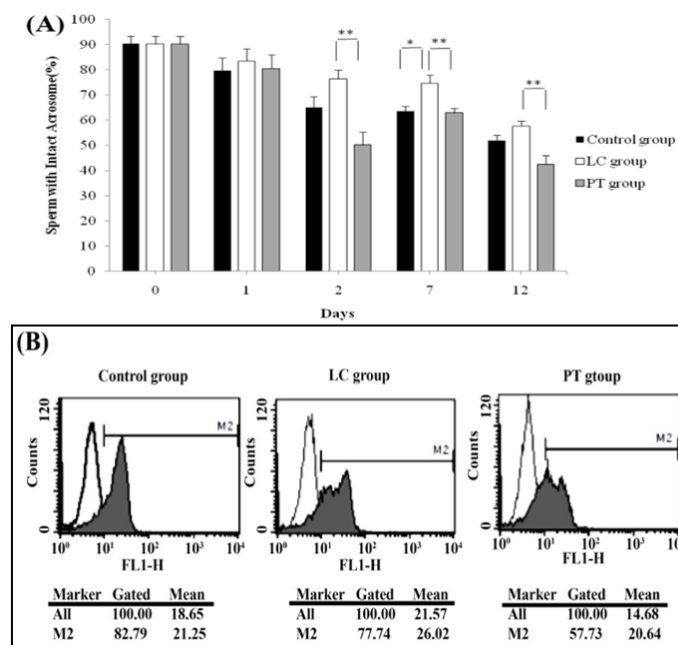 (A)
Sperm with Intact Acrosome(%)
100
90
80
70
60
50
40
30
20
10
0
**
*
**
**
Control group
LC group
PT group
0 1 2 7 12
Days
(B)
Control group
LC group
PT gtoup
Counts
120
0
M2
10⁰ 10¹ 10² 10³ 10⁴
FL1-H
Counts
120
0
M2
10⁰ 10¹ 10² 10³ 10⁴
FL1-H
Counts
120
0
M2
10⁰ 10¹ 10² 10³ 10⁴
FL1-H
Marker Gated Mean
All 100.00 18.65
M2 82.79 21.25
Marker Gated Mean
All 100.00 21.57
M2 77.74 26.02
Marker Gated Mean
All 100.00 14.68
M2 57.73 20.64